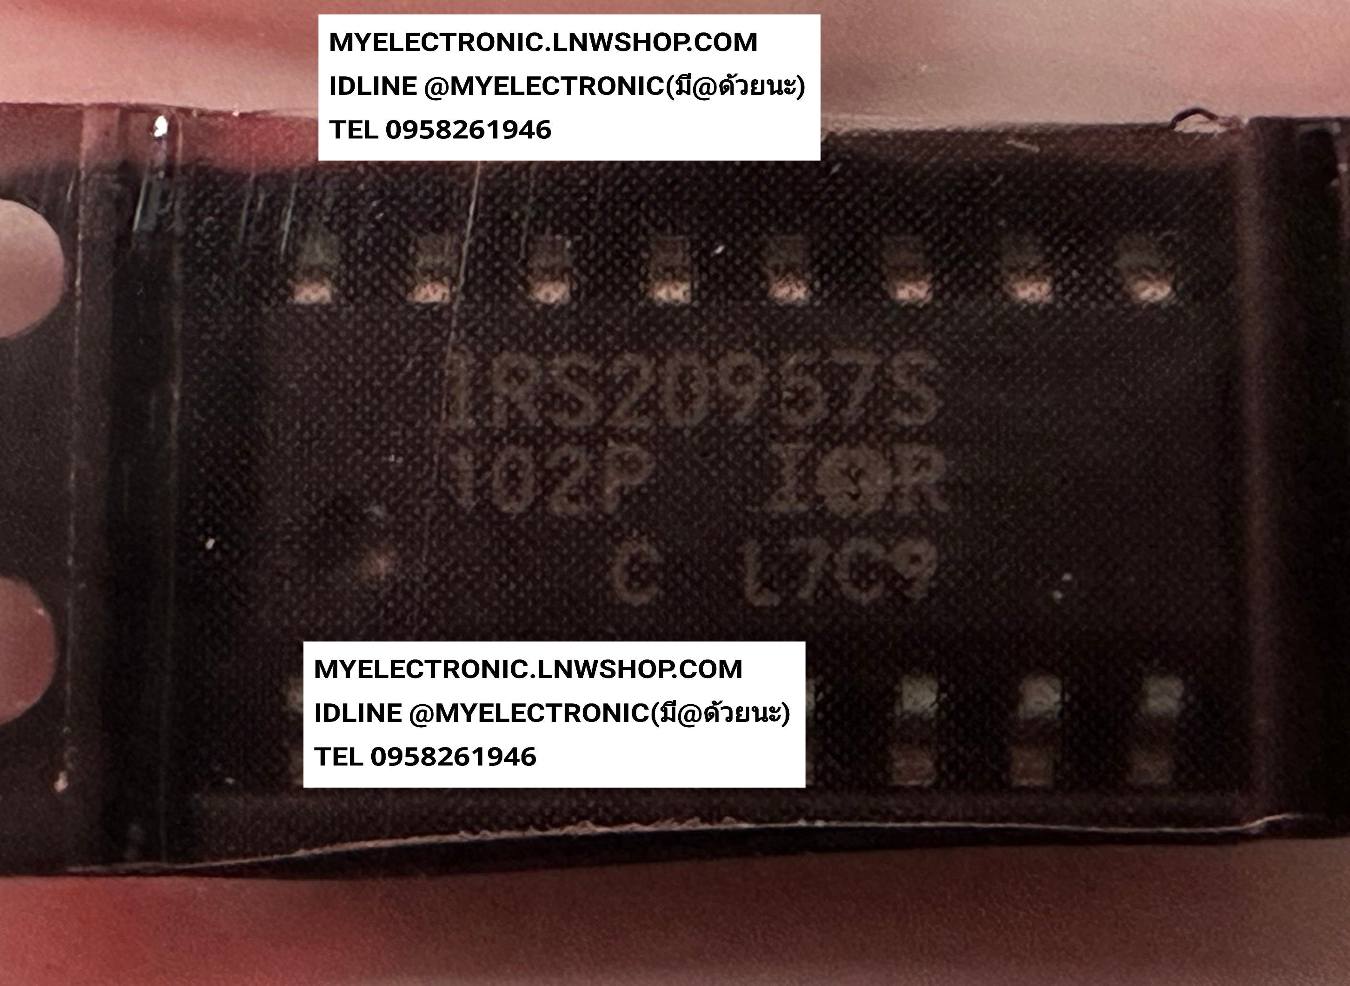 MYELECTRONIC.LNWSHOP.COM
IDLINE @MYELECTRONIC(มี@ด้วยนะ)
TEL 0958261946
IRS20957S
102P IOR
C L7C9
MYELECTRONIC.LNWSHOP.COM
IDLINE @MYELECTRONIC(มี@ด้วยนะ)
TEL 0958261946